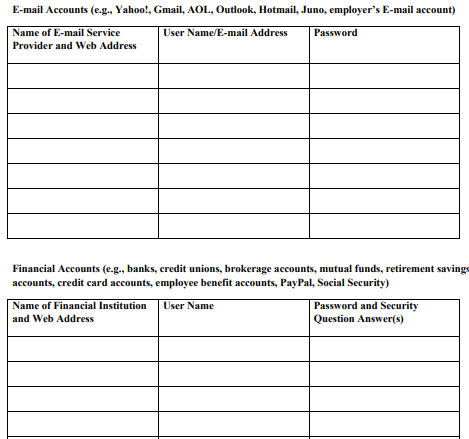 E-mail Accounts (e.g., Yahoo!, Gmail, AOL, Outlook, Hotmail, Juno, employer's E-mail account)
Name of E-mail Service Provider and Web Address
User Name/E-mail Address
Password
Financial Accounts (e.g., banks, credit unions, brokerage accounts, mutual funds, retirement savings
accounts, credit card accounts, employee benefit accounts, PayPal, Social Security)
Name of Financial Institution and Web Address
User Name
Password and Security Question Answer(s)